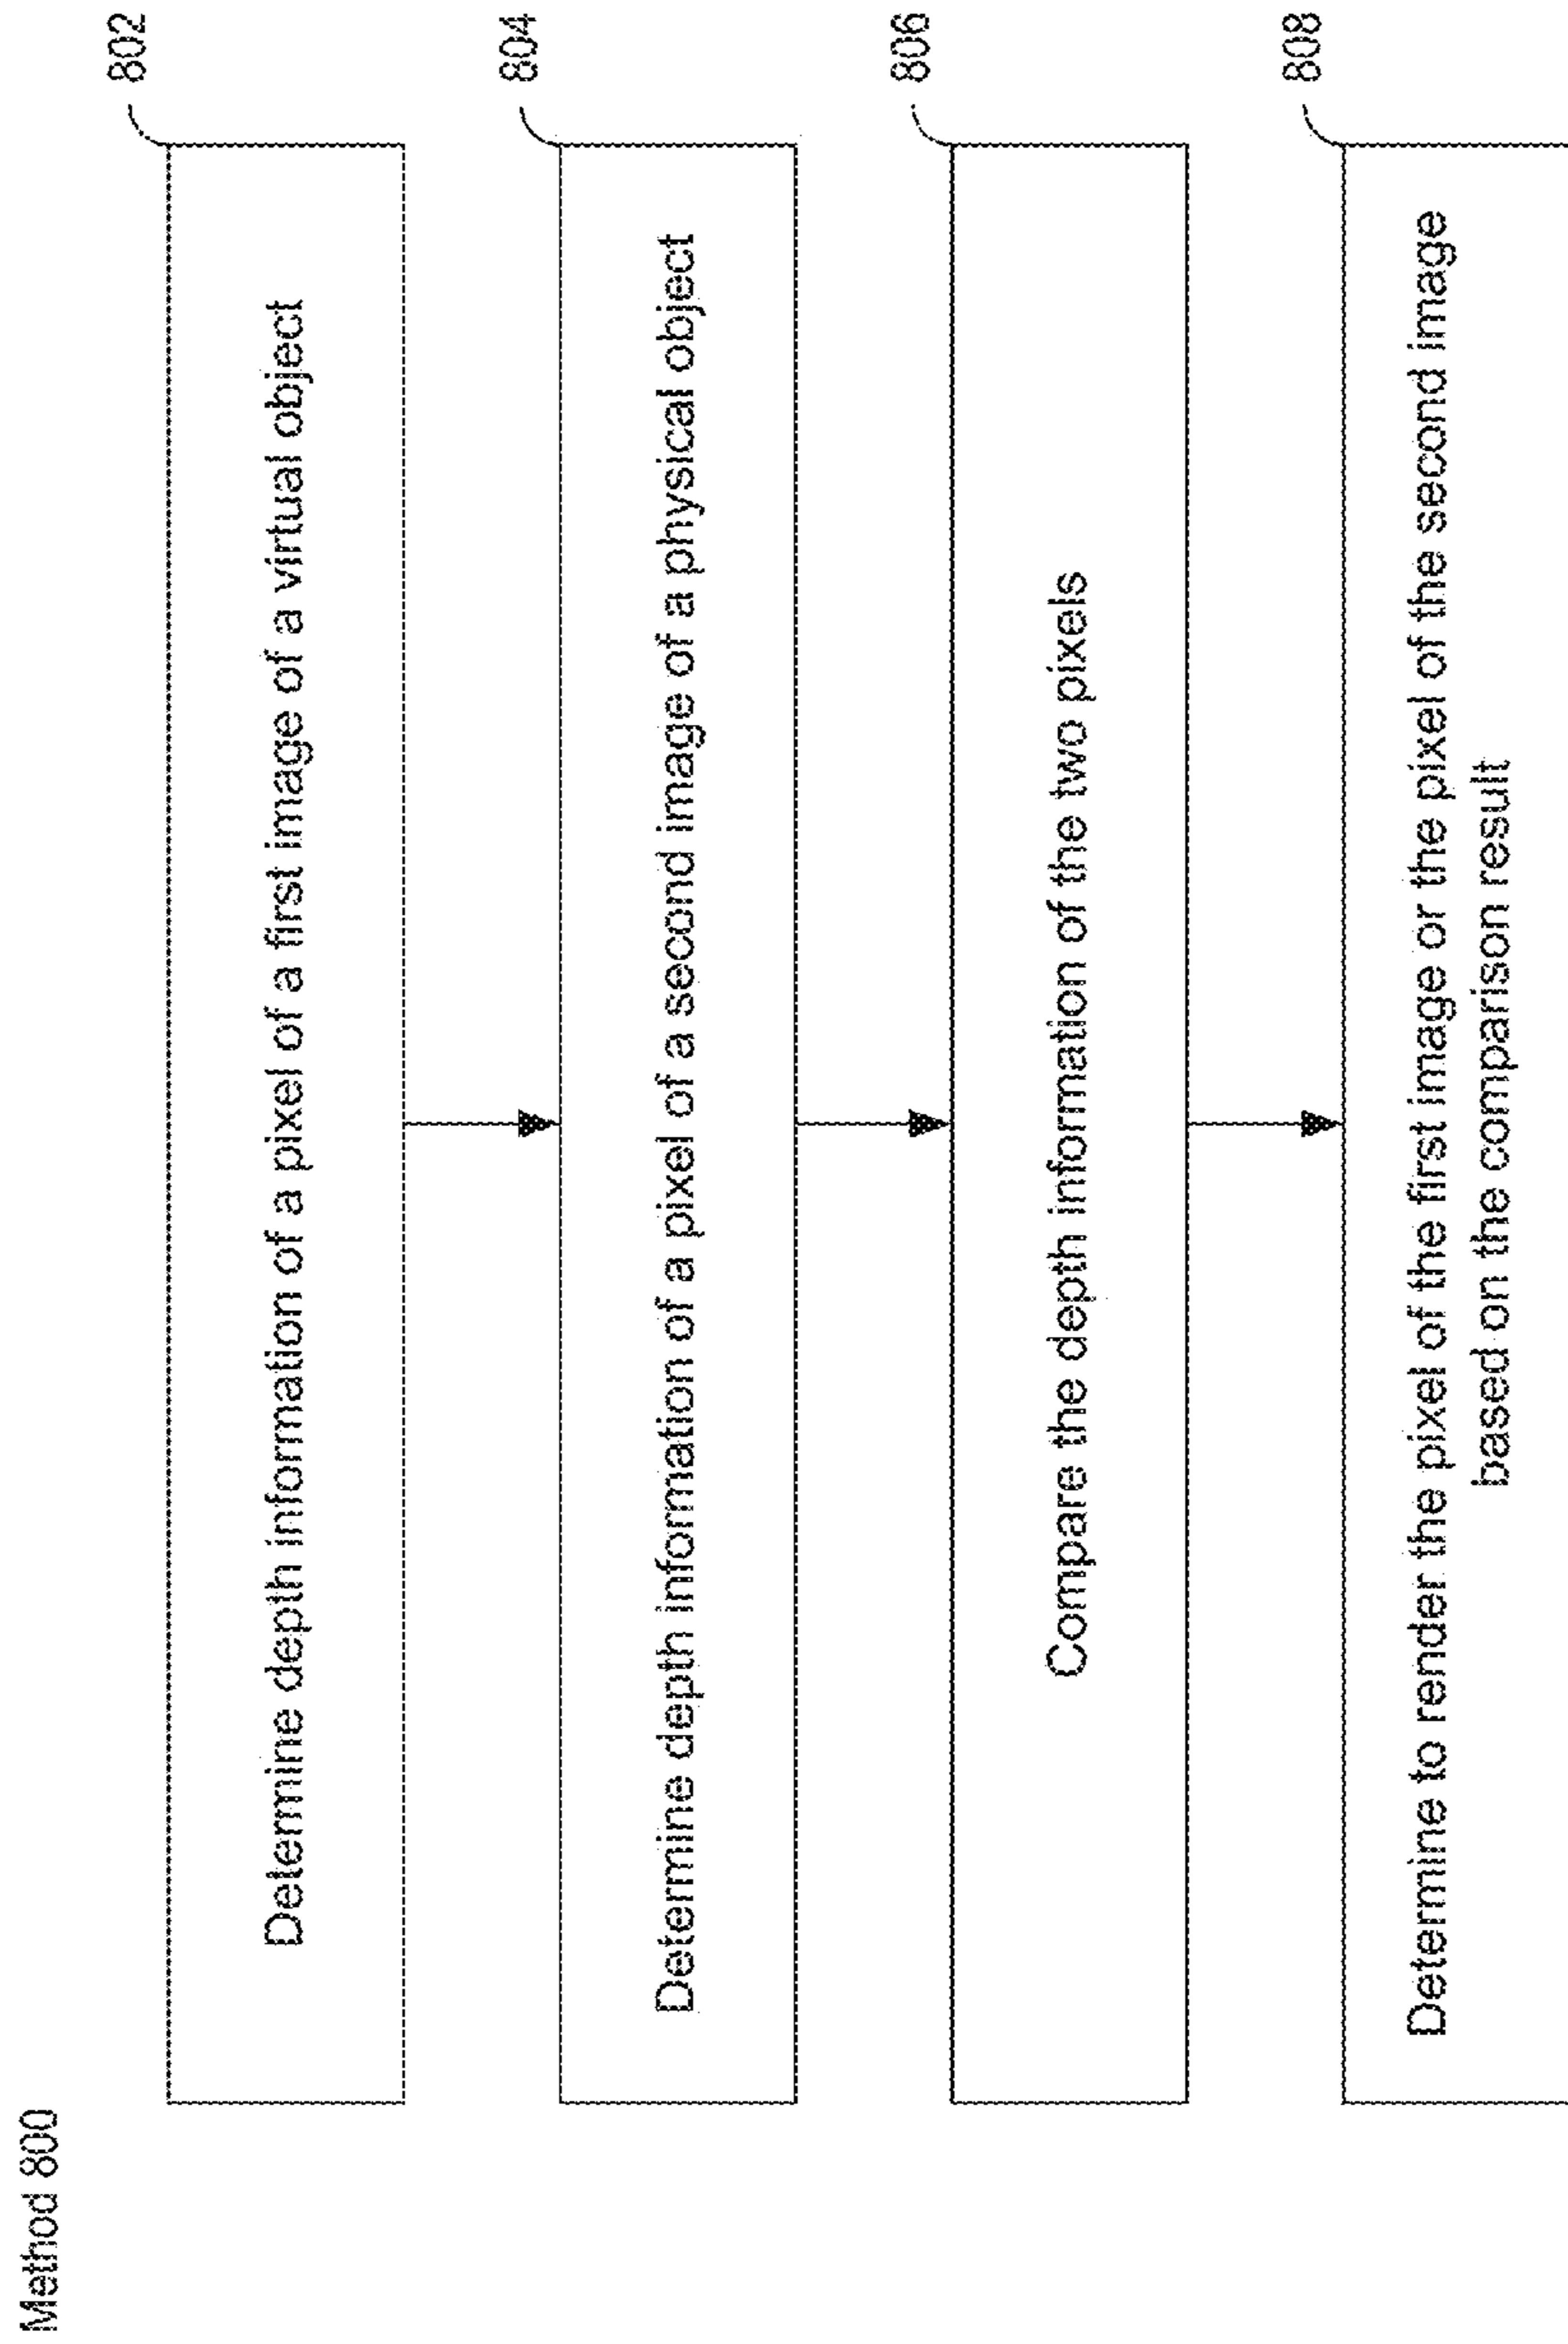 Method 800
802
Determine depth information of a pixel of a first image of a virtual object
804
Determine depth information of a pixel of a second image of a physical object
806
Compare the depth information of the two pixels
808
Determine to render the pixel of the first image or the pixel of the second image
based on the comparison result